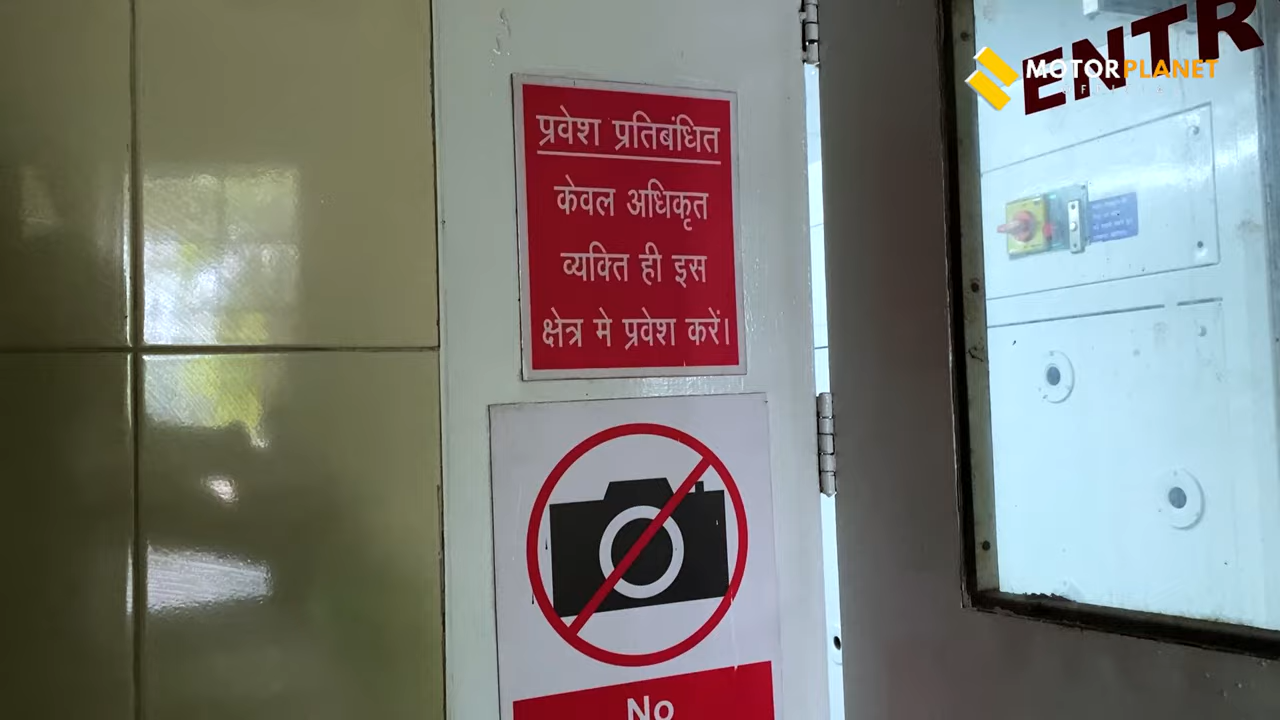 प्रवेश प्रतिबंधित
केवल अधिकृत
व्यक्ति ही इस
क्षेत्र मे प्रवेश करें।
No
ENTR
MOTORPLANET